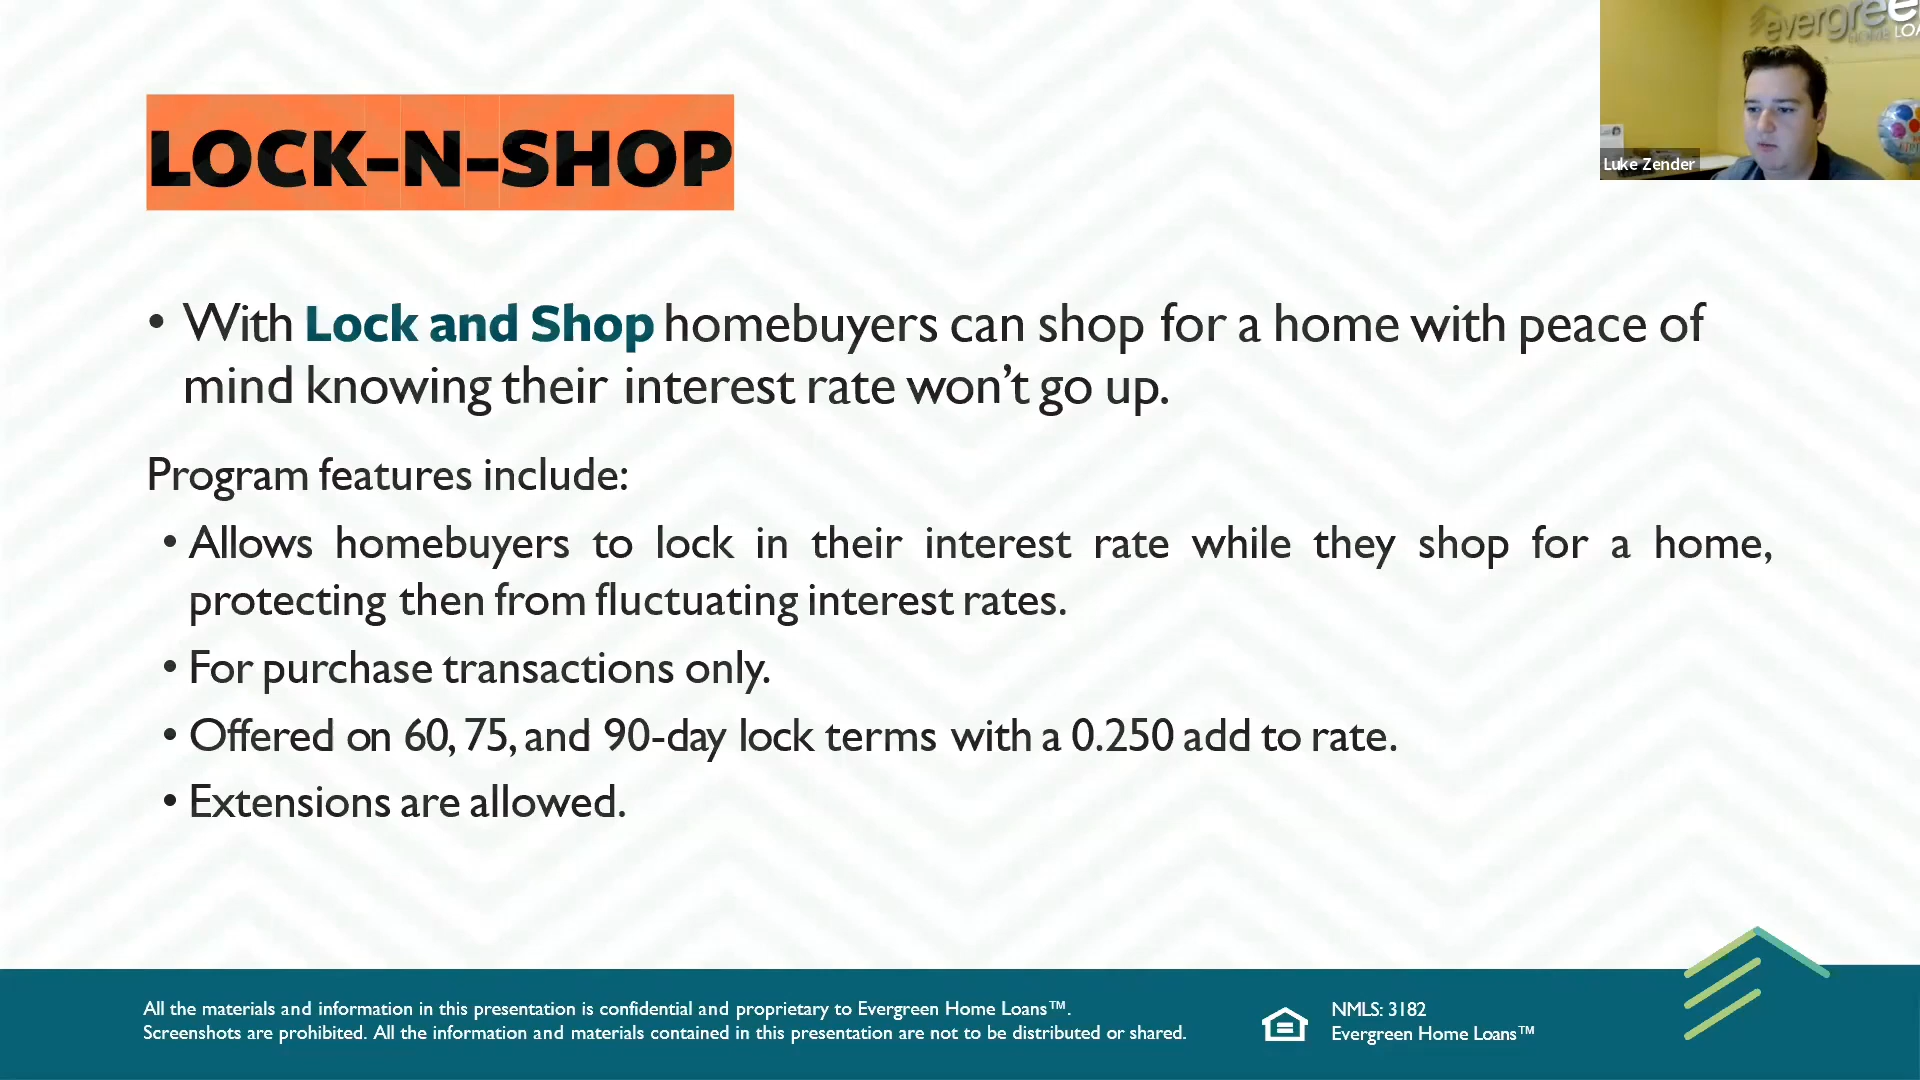 evergree
HOME LOA
Luke Zender
LOCK-N-SHOP
• With Lock and Shop homebuyers can shop for a home with peace of
mind knowing their interest rate won’t go up.
Program features include:
• Allows homebuyers to lock in their interest rate while they shop for a home,
protecting then from fluctuating interest rates.
• For purchase transactions only.
• Offered on 60, 75, and 90-day lock terms with a 0.250 add to rate.
• Extensions are allowed.
All the materials and information in this presentation is confidential and proprietary to Evergreen Home Loans™.
Screenshots are prohibited. All the information and materials contained in this presentation are not to be distributed or shared.
NMLS: 3182
Evergreen Home Loans™